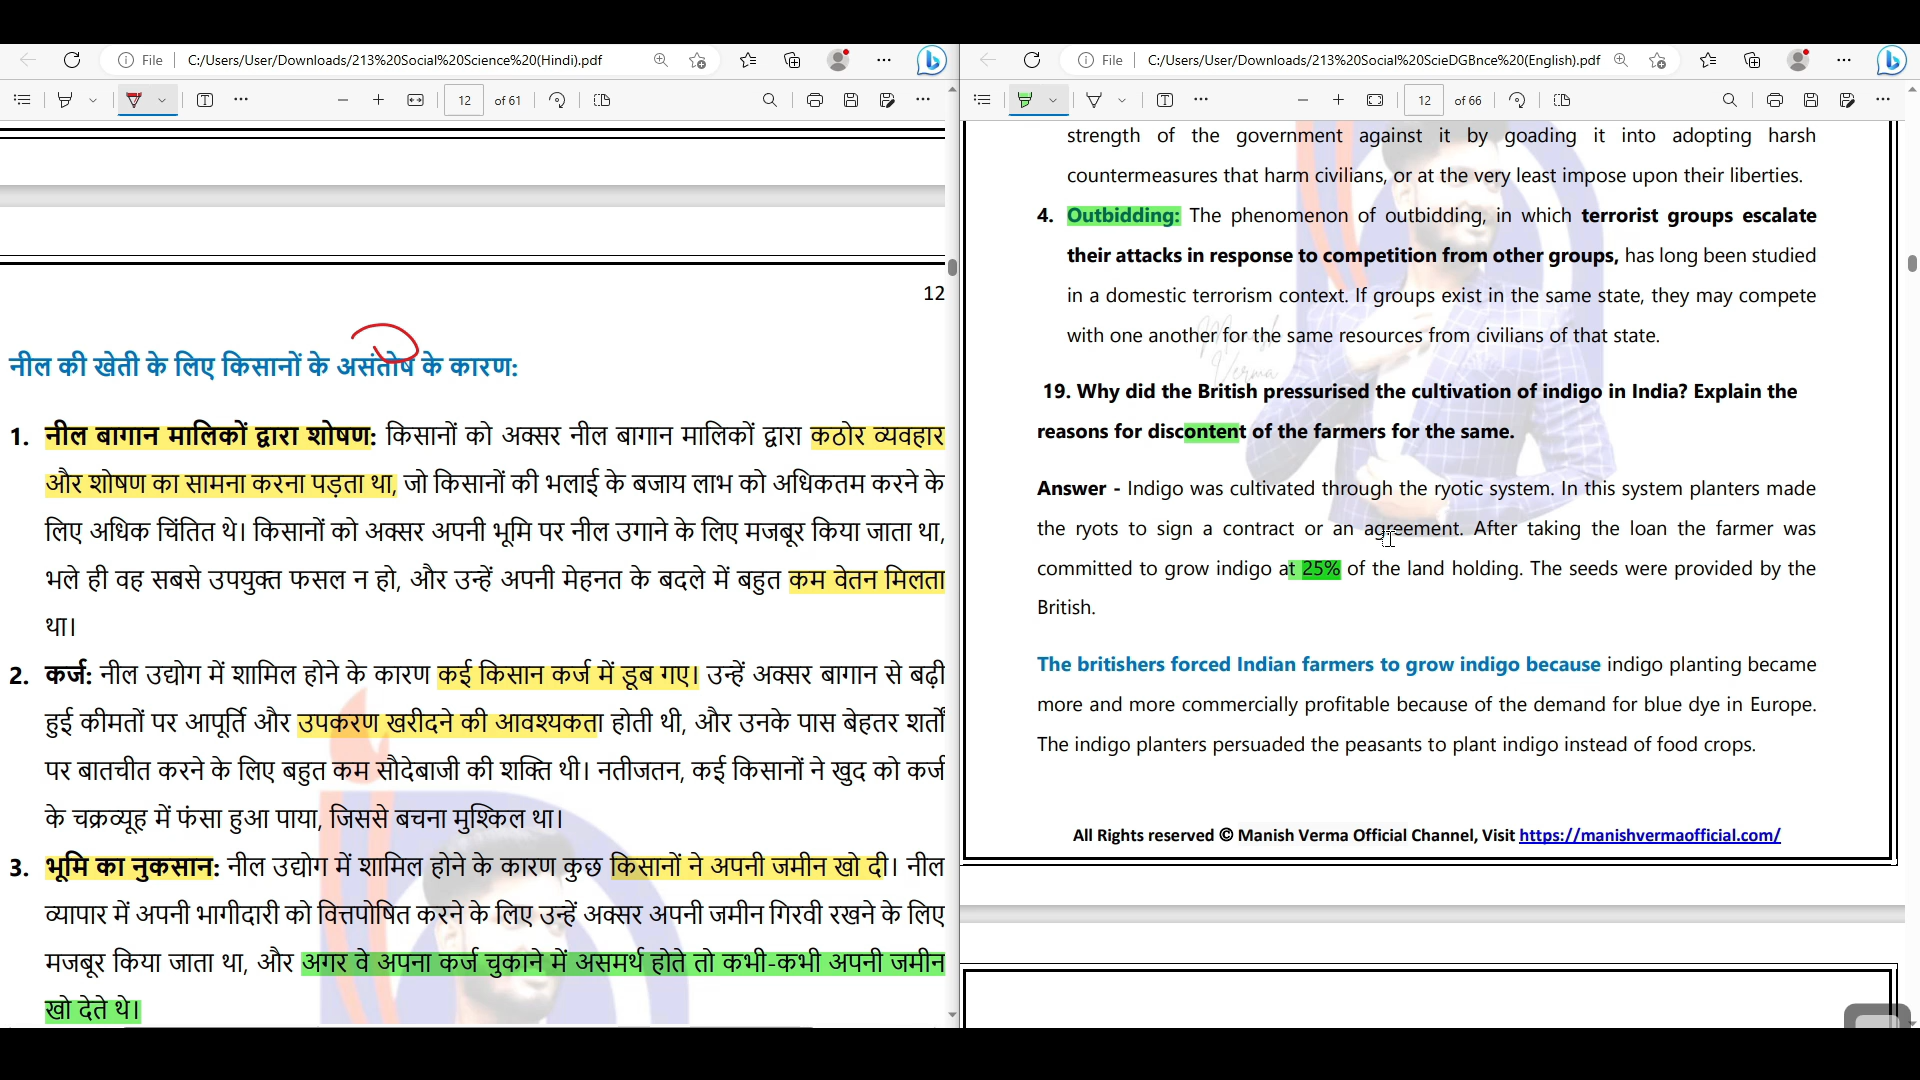 File C:/Users/User/Downloads/213%20Social%20Science%20(Hindi).pdf
12 of 61
12
नील की खेती के लिए किसानों के असंतोष के कारण:
1. नील बागान मालिकों द्वारा शोषण: किसानों को अक्सर नील बागान मालिकों द्वारा कठोर व्यवहार
और शोषण का सामना करना पड़ता था, जो किसानों की भलाई के बजाय लाभ को अधिकतम करने के
लिए अधिक चिंतित थे। किसानों को अक्सर अपनी भूमि पर नील उगाने के लिए मजबूर किया जाता था,
भले ही वह सबसे उपयुक्त फसल न हो, और उन्हें अपनी मेहनत के बदले में बहुत कम वेतन मिलता
था।
2. कर्ज: नील उद्योग में शामिल होने के कारण कई किसान कर्ज में डूब गए। उन्हें अक्सर बागान से बढ़ी
हुई कीमतों पर आपूर्ति और उपकरण खरीदने की आवश्यकता होती थी, और उनके पास बेहतर शर्तों
पर बातचीत करने के लिए बहुत कम सौदेबाजी की शक्ति थी। नतीजतन, कई किसानों ने खुद को कर्ज
के चक्रव्यूह में फंसा हुआ पाया, जिससे बचना मुश्किल था।
3. भूमि का नुकसान: नील उद्योग में शामिल होने के कारण कुछ किसानों ने अपनी जमीन खो दी। नील
व्यापार में अपनी भागीदारी को वित्तपोषित करने के लिए उन्हें अक्सर अपनी जमीन गिरवी रखने के लिए
मजबूर किया जाता था, और अगर वे अपना कर्ज चुकाने में असमर्थ होते तो कभी-कभी अपनी जमीन
खो देते थे।
File C:/Users/User/Downloads/213%20Social%20ScieDGBnce%20(English).pdf
12 of 66
strength of the government against it by goading it into adopting harsh
countermeasures that harm civilians, or at the very least impose upon their liberties.
4. Outbidding: The phenomenon of outbidding, in which terrorist groups escalate
their attacks in response to competition from other groups, has long been studied
in a domestic terrorism context. If groups exist in the same state, they may compete
with one another for the same resources from civilians of that state.
Manish
Verma
19. Why did the British pressurised the cultivation of indigo in India? Explain the
reasons for discontent of the farmers for the same.
Answer - Indigo was cultivated through the ryotic system. In this system planters made
the ryots to sign a contract or an agreement. After taking the loan the farmer was
committed to grow indigo at 25% of the land holding. The seeds were provided by the
British.
The britishers forced Indian farmers to grow indigo because indigo planting became
more and more commercially profitable because of the demand for blue dye in Europe.
The indigo planters persuaded the peasants to plant indigo instead of food crops.
All Rights reserved © Manish Verma Official Channel, Visit https://manishvermaofficial.com/